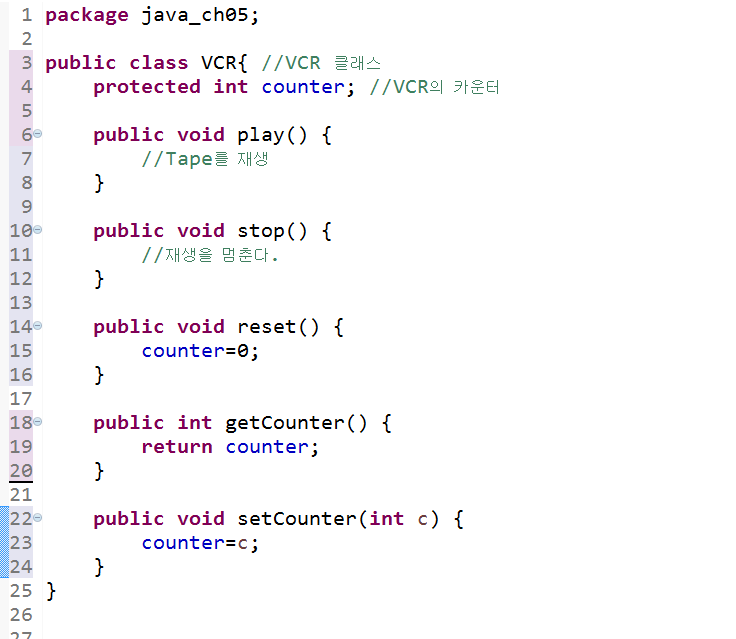 1 package java_ch05;
2
3 public class VCR{ //VCR 클래스
4     protected int counter; //VCR의 카운터
5
6     public void play() {
7         //Tape를 재생
8     }
9
10     public void stop() {
11         //재생을 멈춘다.
12     }
13
14     public void reset() {
15         counter=0;
16     }
17
18     public int getCounter() {
19         return counter;
20     }
21
22     public void setCounter(int c) {
23         counter=c;
24     }
25 }
26
27